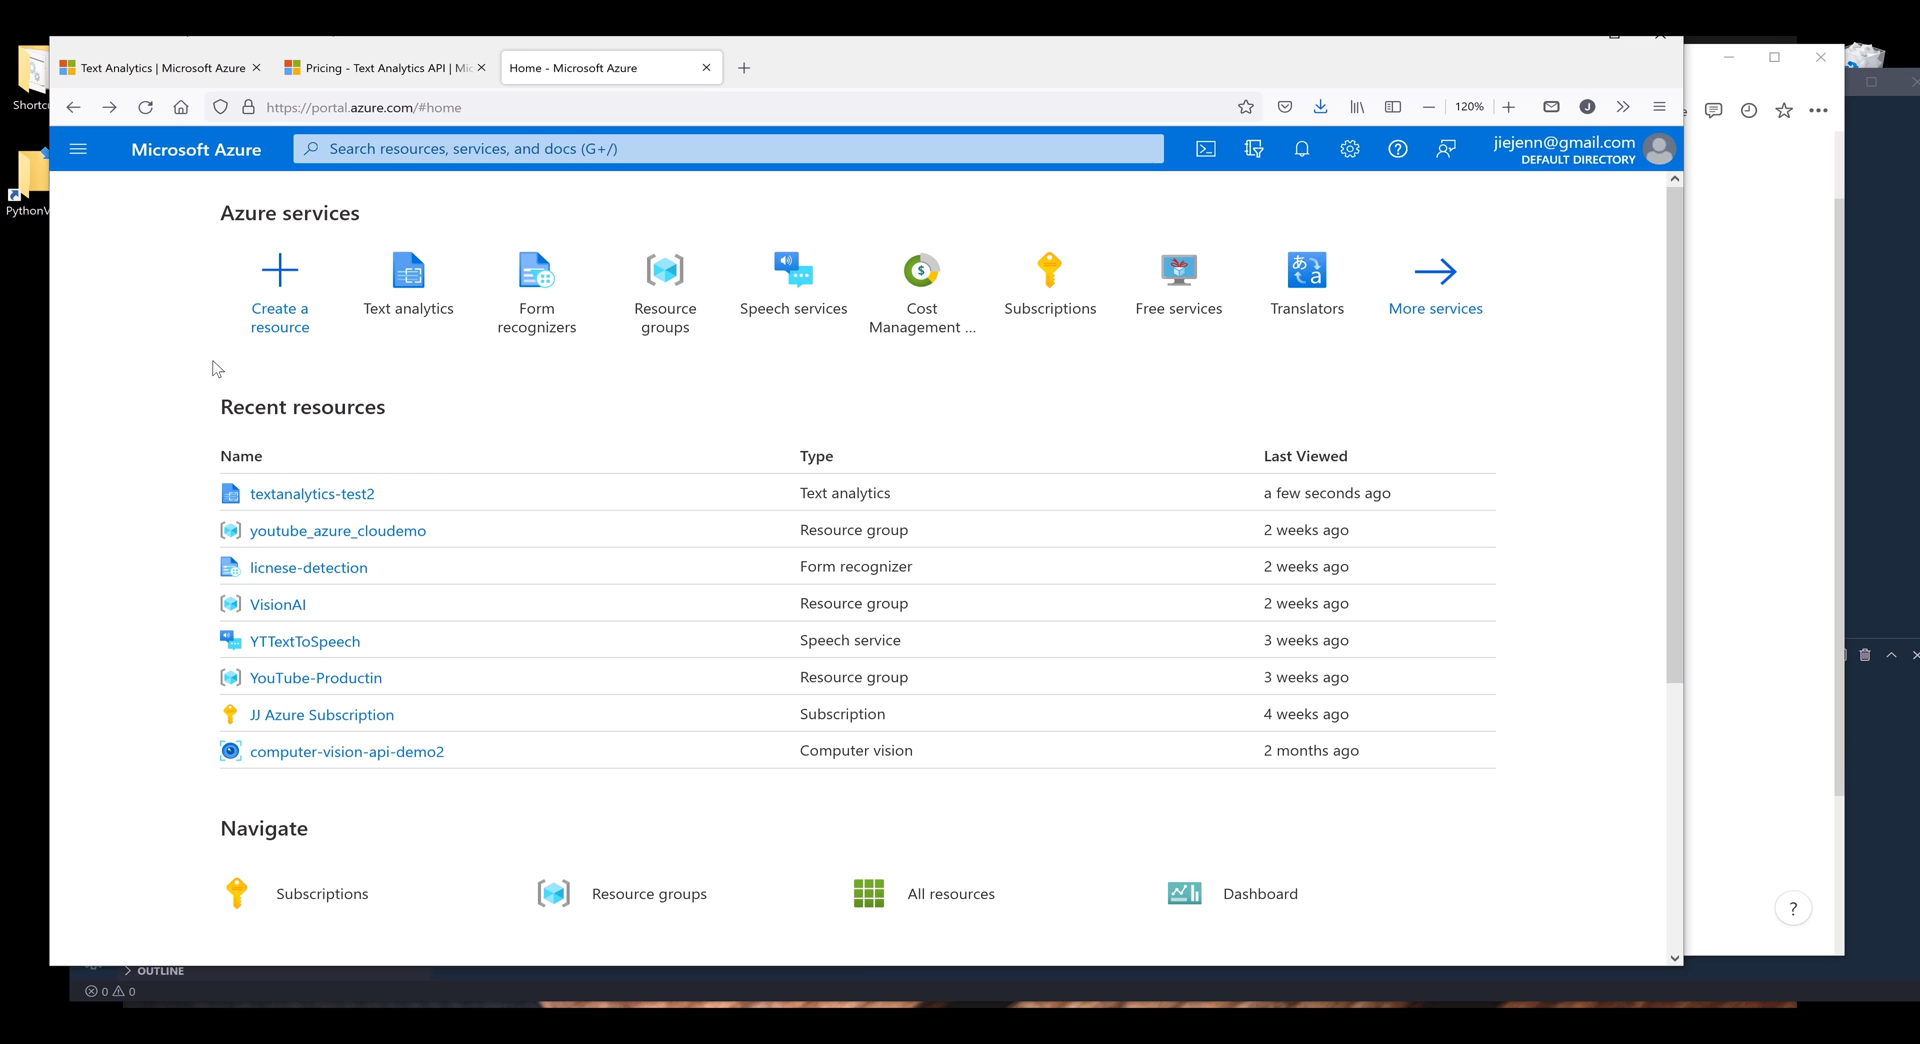 Shortcu
PythonV
Text Analytics | Microsoft Azure
Pricing - Text Analytics API | Mic
Home - Microsoft Azure
https://portal.azure.com/#home
120%
J
Microsoft Azure
Search resources, services, and docs (G+/)
jiejenn@gmail.com
DEFAULT DIRECTORY
Azure services
Create a
resource
Text analytics
Form
recognizers
Resource
groups
Speech services
Cost
Management ...
Subscriptions
Free services
Translators
More services
Recent resources
Name Type Last Viewed
textanalytics-test2 Text analytics a few seconds ago
youtube_azure_cloudemo Resource group 2 weeks ago
licnese-detection Form recognizer 2 weeks ago
VisionAI Resource group 2 weeks ago
YTTextToSpeech Speech service 3 weeks ago
YouTube-Productin Resource group 3 weeks ago
JJ Azure Subscription Subscription 4 weeks ago
computer-vision-api-demo2 Computer vision 2 months ago
Navigate
Subscriptions Resource groups All resources Dashboard
?
OUTLINE
0 0